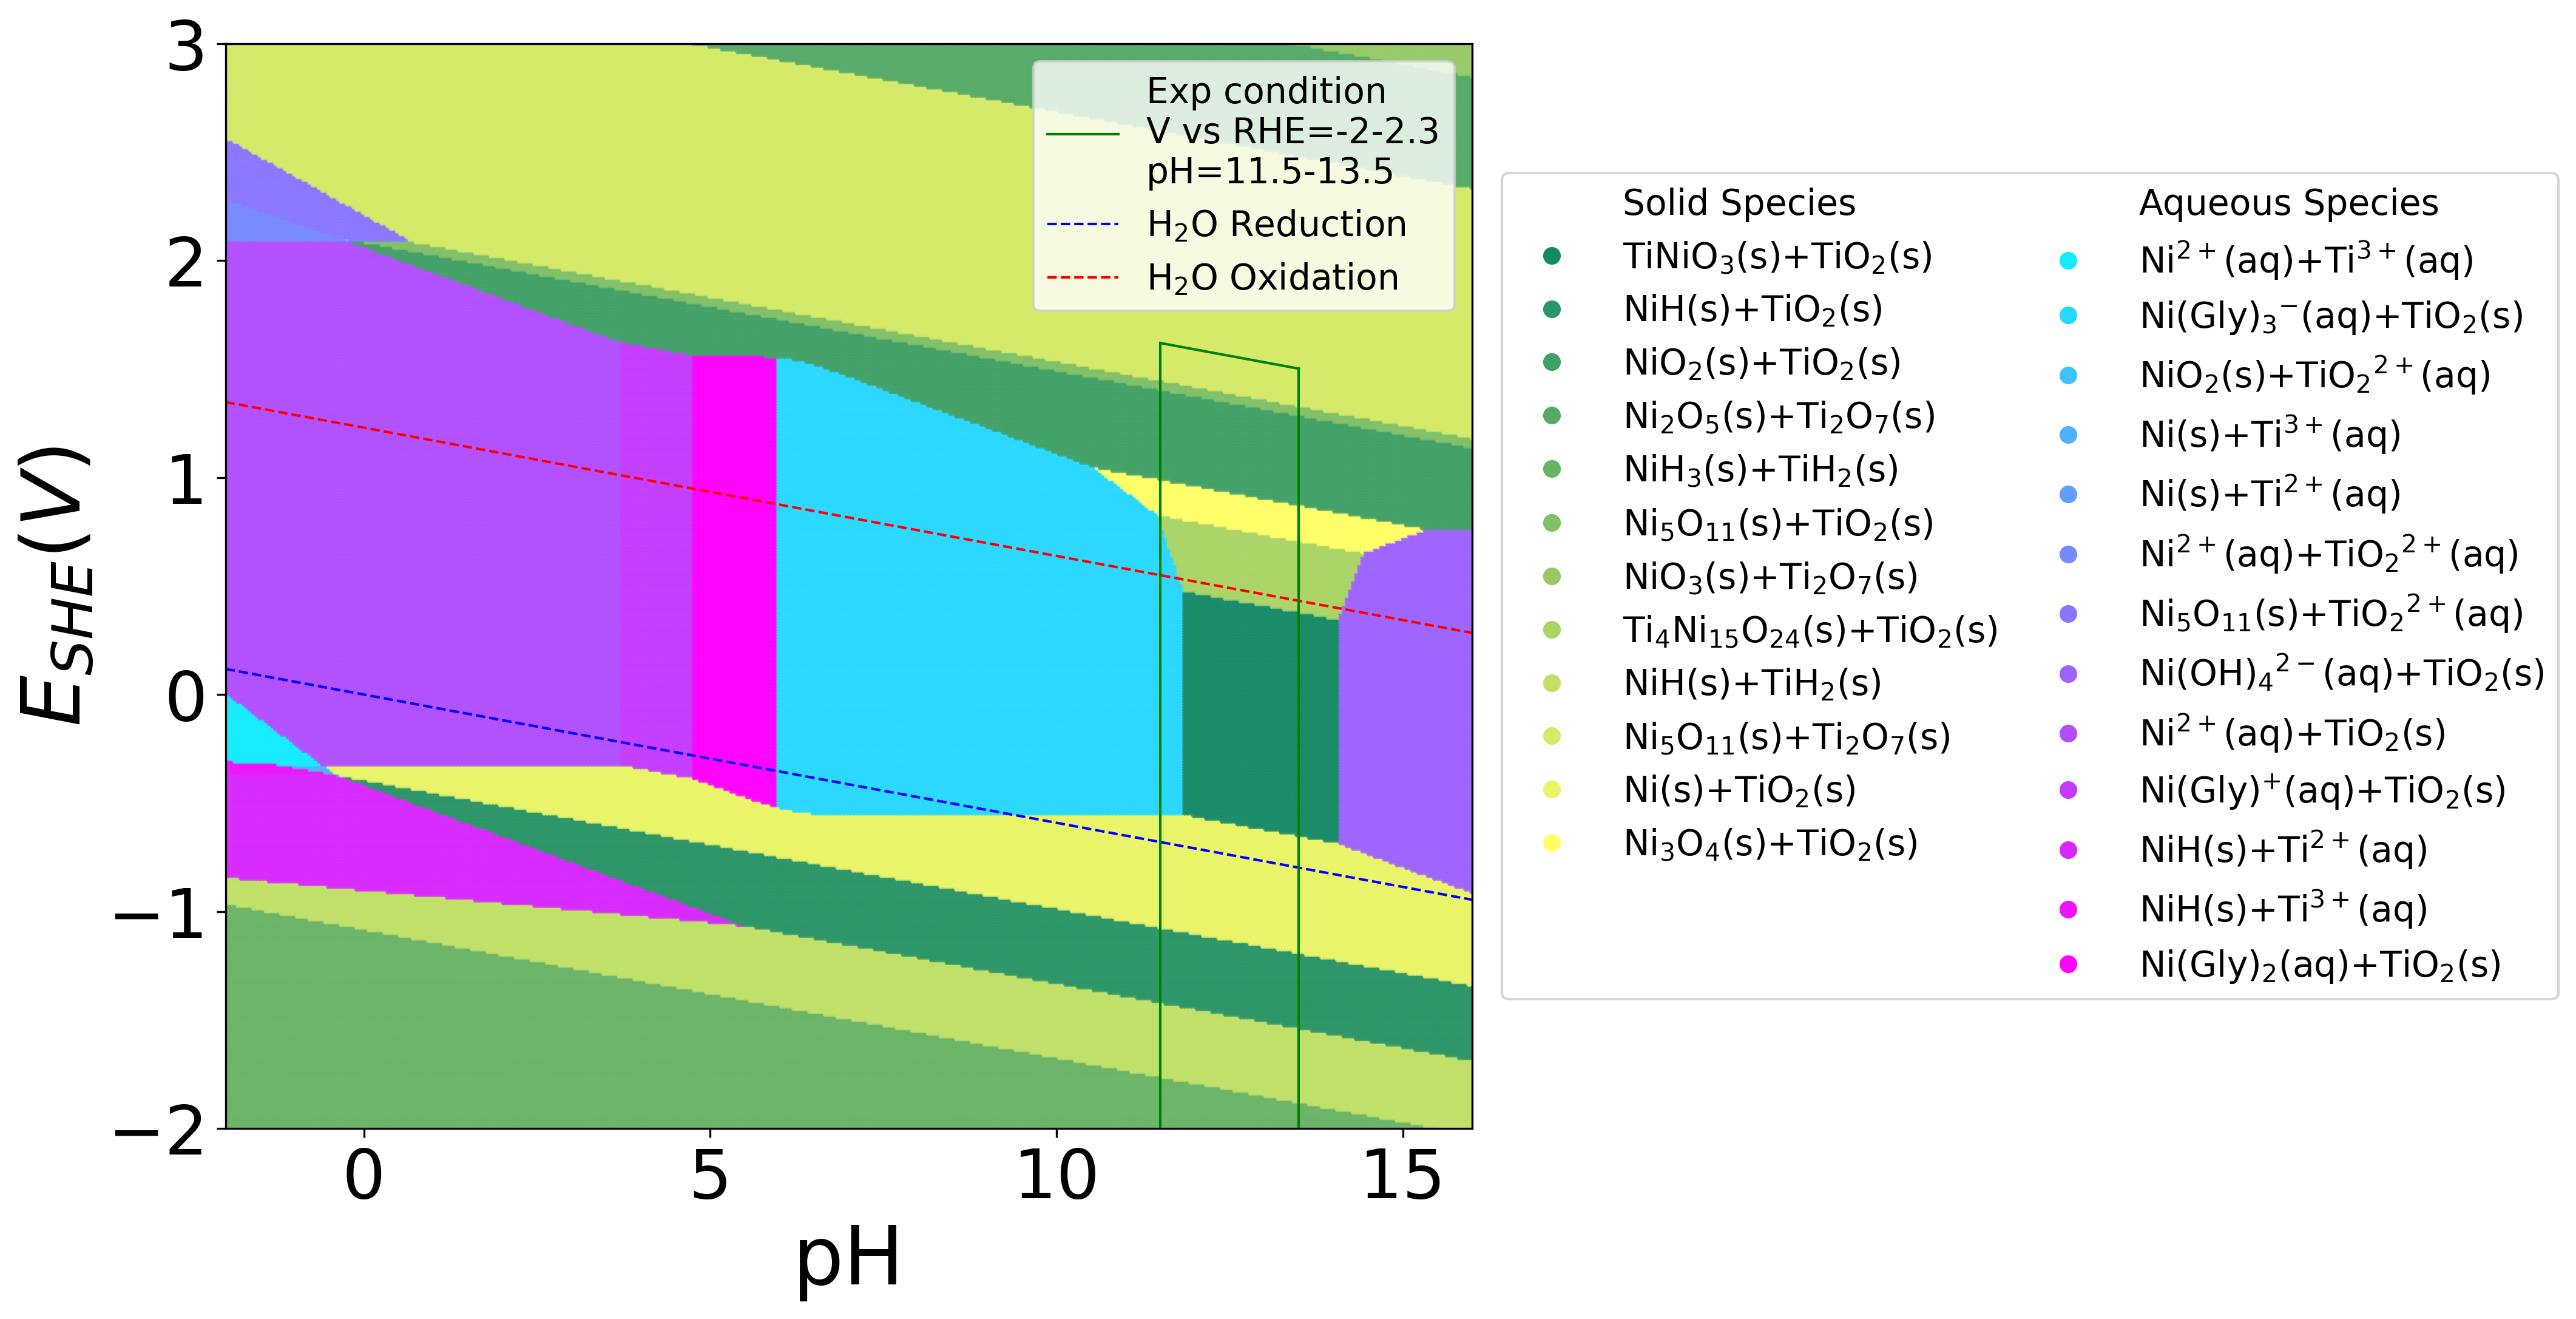 3
2
1
0
−1
−2
E_SHE(V)
0
5
10
15
pH
Exp condition
V vs RHE=-2-2.3
pH=11.5-13.5
H₂O Reduction
H₂O Oxidation
Solid Species
TiNiO₃(s)+TiO₂(s)
NiH(s)+TiO₂(s)
NiO₂(s)+TiO₂(s)
Ni₂O₅(s)+Ti₂O₇(s)
NiH₃(s)+TiH₂(s)
Ni₅O₁₁(s)+TiO₂(s)
NiO₃(s)+Ti₂O₇(s)
Ti₄Ni₁₅O₂₄(s)+TiO₂(s)
NiH(s)+TiH₂(s)
Ni₅O₁₁(s)+Ti₂O₇(s)
Ni(s)+TiO₂(s)
Ni₃O₄(s)+TiO₂(s)
Aqueous Species
Ni²⁺(aq)+Ti³⁺(aq)
Ni(Gly)₃⁻(aq)+TiO₂(s)
NiO₂(s)+TiO₂²⁺(aq)
Ni(s)+Ti³⁺(aq)
Ni(s)+Ti²⁺(aq)
Ni²⁺(aq)+TiO₂²⁺(aq)
Ni₅O₁₁(s)+TiO₂²⁺(aq)
Ni(OH)₄²⁻(aq)+TiO₂(s)
Ni²⁺(aq)+TiO₂(s)
Ni(Gly)⁺(aq)+TiO₂(s)
NiH(s)+Ti²⁺(aq)
NiH(s)+Ti³⁺(aq)
Ni(Gly)₂(aq)+TiO₂(s)